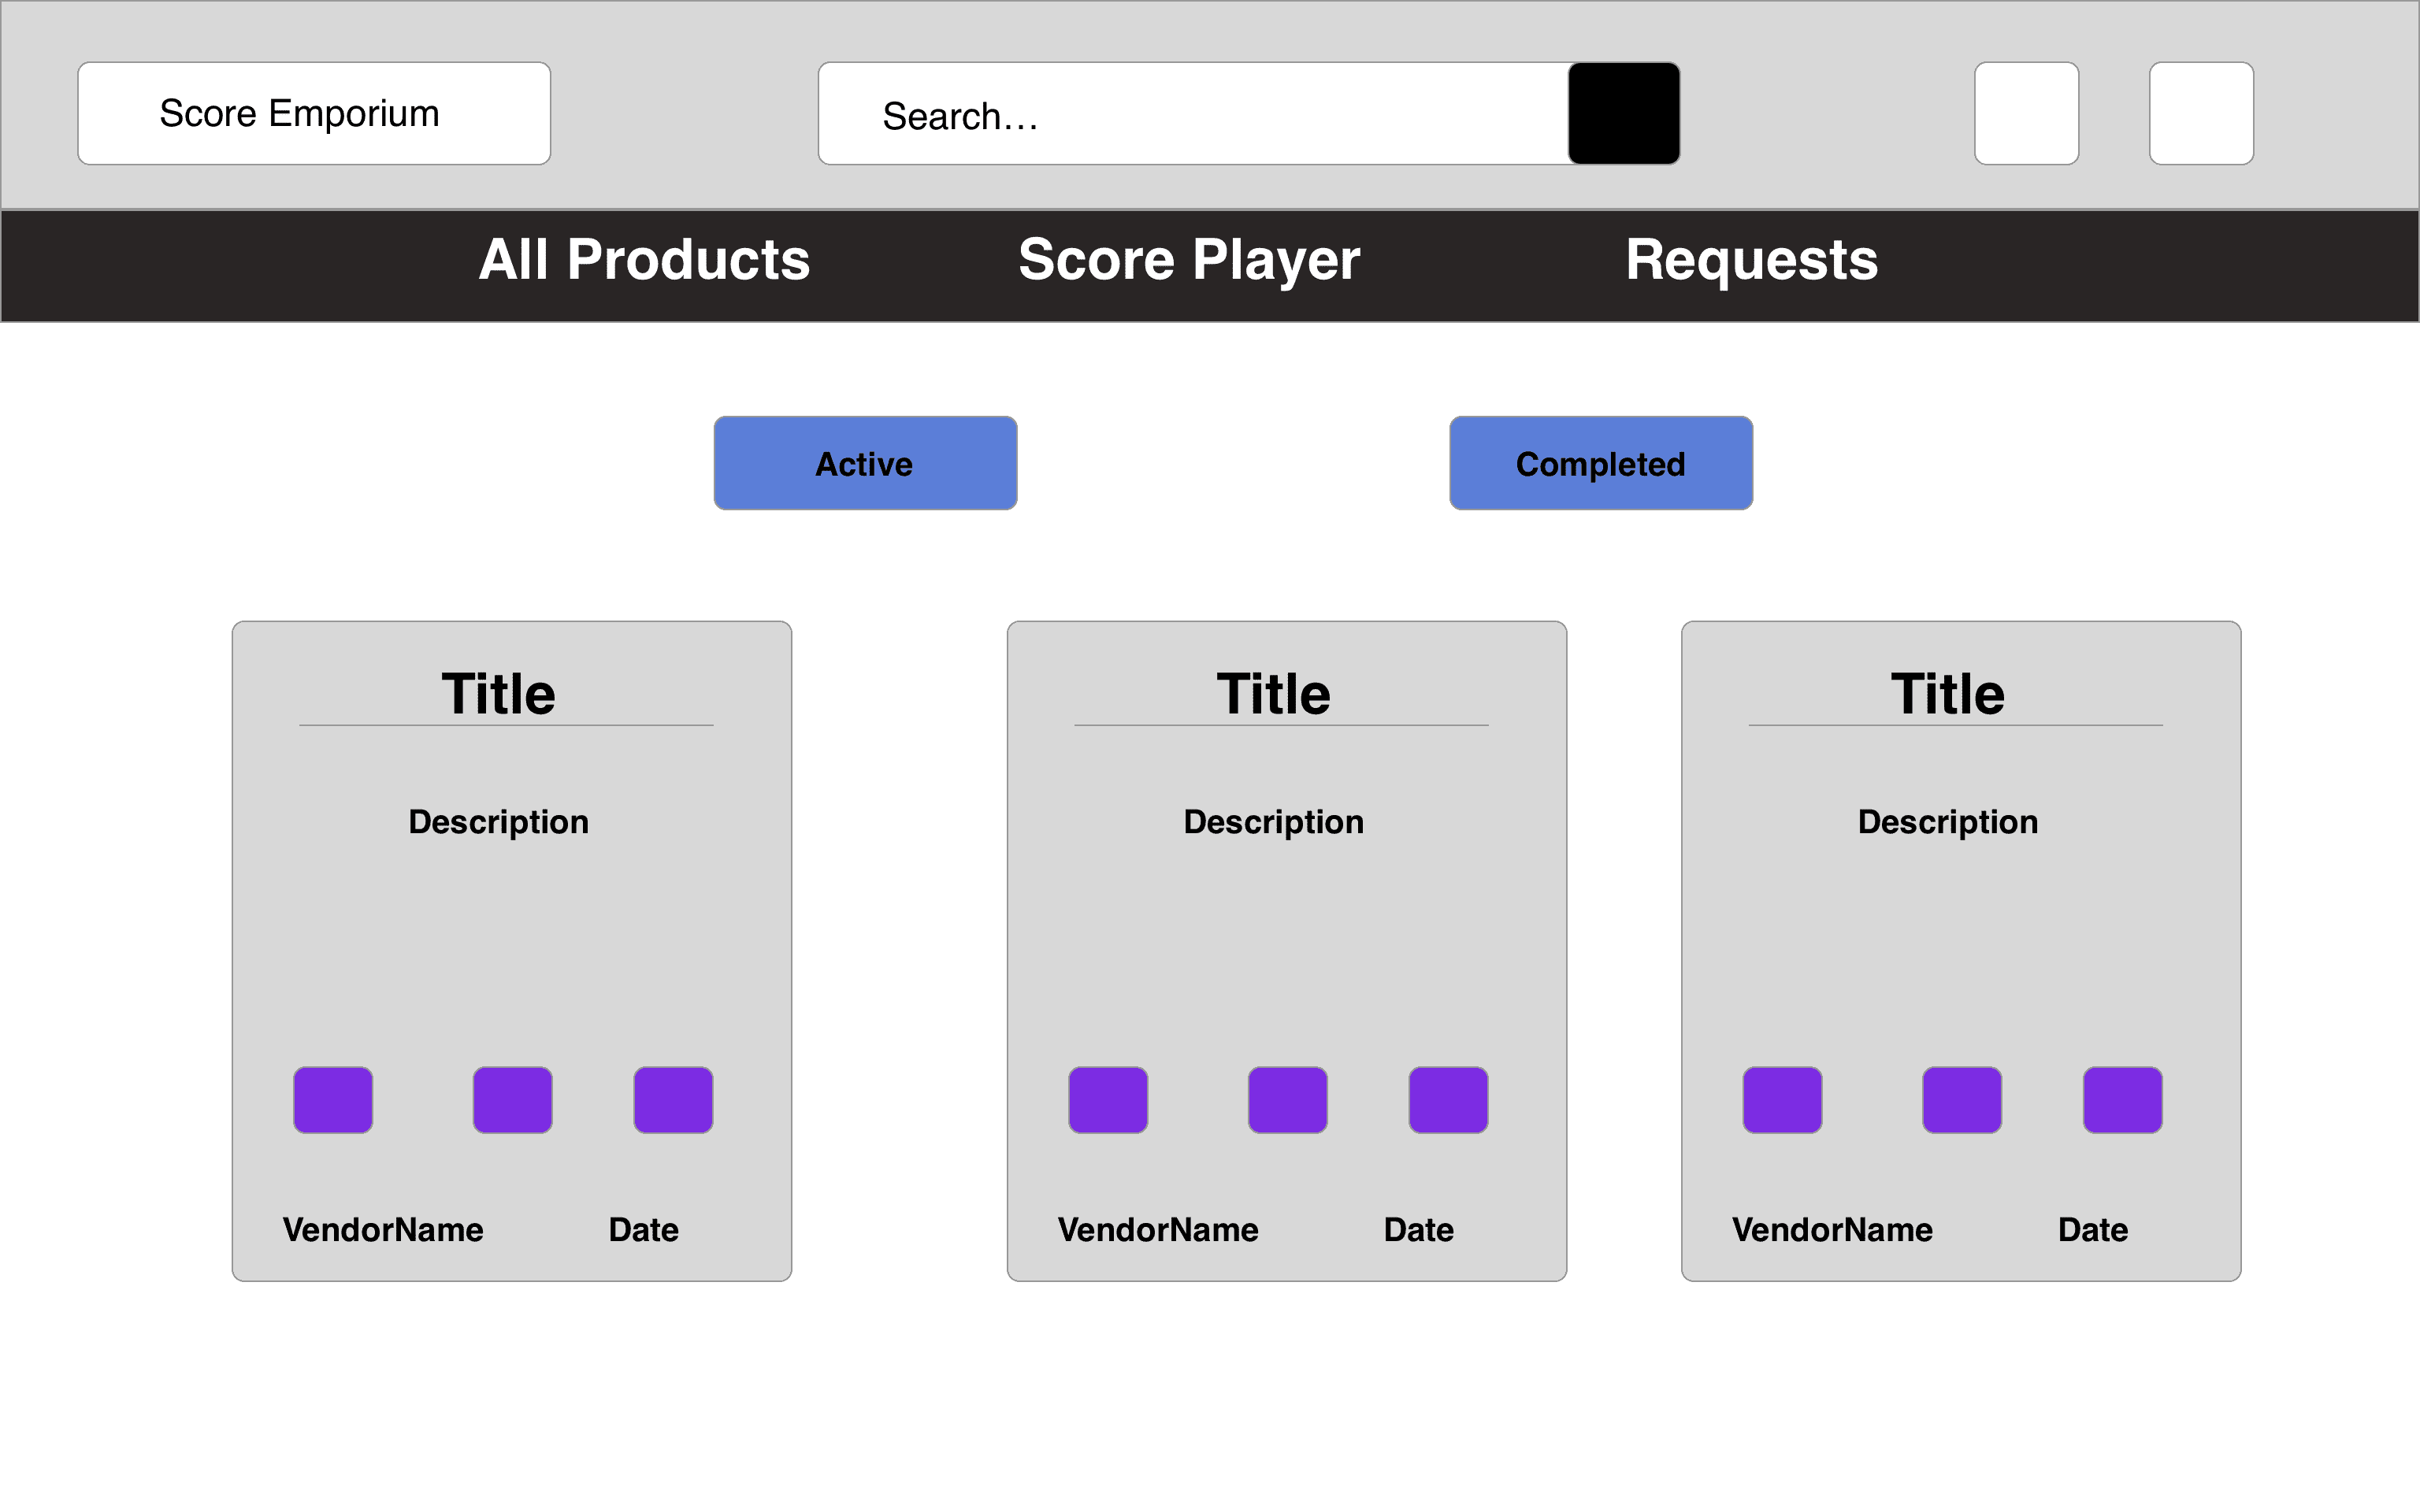 Score Emporium
Search...
All Products Score Player Requests
Active Completed
Title Title Title
Description Description Description
VendorName Date VendorName Date VendorName Date